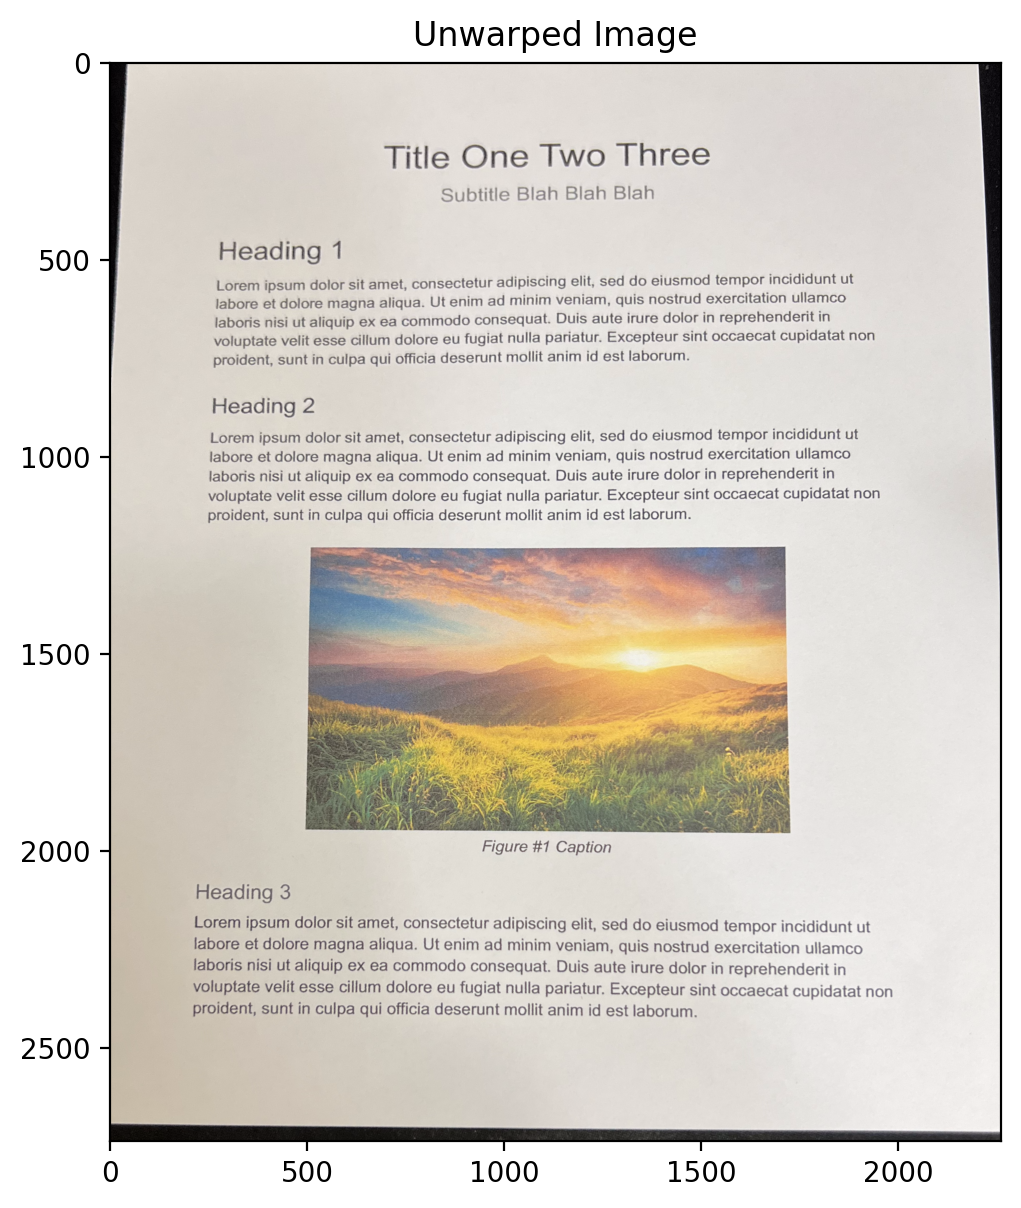 Unwarped Image
0
500
1000
1500
2000
2500
0
500
1000
1500
2000
Title One Two Three
Subtitle Blah Blah Blah
Heading 1
Lorem ipsum dolor sit amet, consectetur adipiscing elit, sed do eiusmod tempor incididunt ut
labore et dolore magna aliqua. Ut enim ad minim veniam, quis nostrud exercitation ullamco
laboris nisi ut aliquip ex ea commodo consequat. Duis aute irure dolor in reprehenderit in
voluptate velit esse cillum dolore eu fugiat nulla pariatur. Excepteur sint occaecat cupidatat non
proident, sunt in culpa qui officia deserunt mollit anim id est laborum.
Heading 2
Lorem ipsum dolor sit amet, consectetur adipiscing elit, sed do eiusmod tempor incididunt ut
labore et dolore magna aliqua. Ut enim ad minim veniam, quis nostrud exercitation ullamco
laboris nisi ut aliquip ex ea commodo consequat. Duis aute irure dolor in reprehenderit in
voluptate velit esse cillum dolore eu fugiat nulla pariatur. Excepteur sint occaecat cupidatat non
proident, sunt in culpa qui officia deserunt mollit anim id est laborum.
Figure #1 Caption
Heading 3
Lorem ipsum dolor sit amet, consectetur adipiscing elit, sed do eiusmod tempor incididunt ut
labore et dolore magna aliqua. Ut enim ad minim veniam, quis nostrud exercitation ullamco
laboris nisi ut aliquip ex ea commodo consequat. Duis aute irure dolor in reprehenderit in
voluptate velit esse cillum dolore eu fugiat nulla pariatur. Excepteur sint occaecat cupidatat non
proident, sunt in culpa qui officia deserunt mollit anim id est laborum.